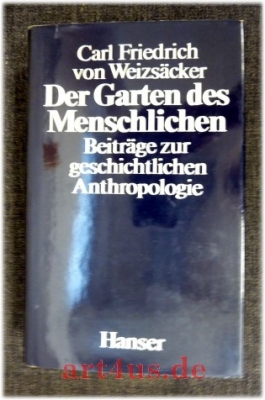 Carl Friedrich
von Weizsäcker
Der Garten des
Menschlichen
Beiträge zur
geschichtlichen
Anthropologie
Hanser
art4us.de